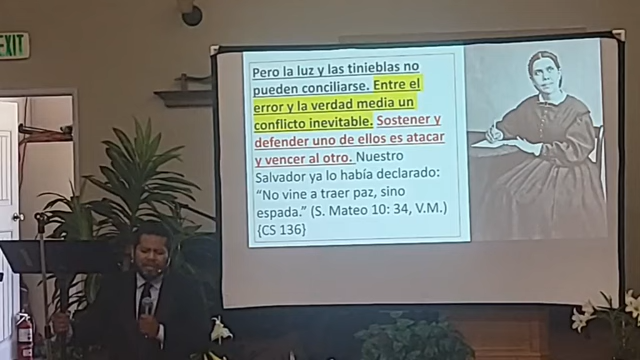 EXIT
Pero la luz y las tinieblas no
pueden conciliarse. Entre el
error y la verdad media un
conflicto inevitable. Sostener y
defender uno de ellos es atacar
y vencer al otro. Nuestro
Salvador ya lo había declarado:
“No vine a traer paz, sino
espada.” (S. Mateo 10: 34, V.M.)
{CS 136}